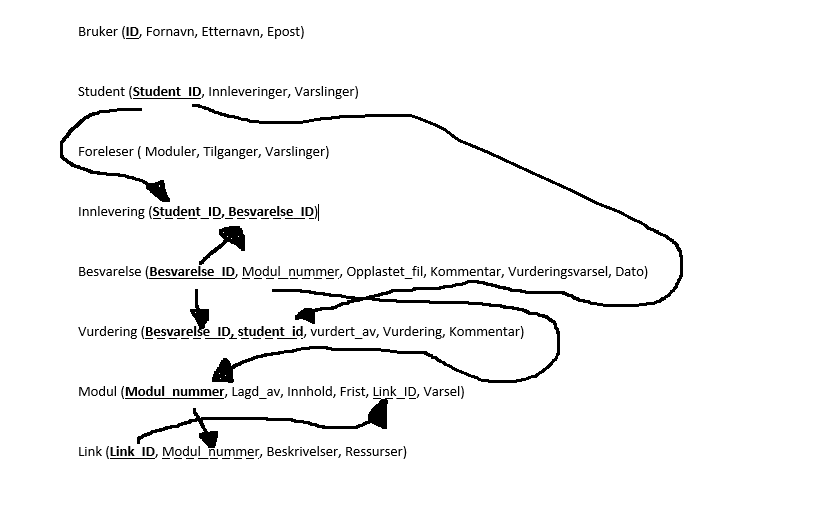 Bruker (ID, Fornavn, Etternavn, Epost)
Student (Student_ID, Innleveringer, Varslinger)
Foreleser ( Moduler, Tilganger, Varslinger)
Innlevering (Student_ID, Besvarelse_ID)
Besvarelse (Besvarelse_ID, Modul_nummer, Opplastet_fil, Kommentar, Vurderingsvarsel, Dato)
Vurdering (Besvarelse_ID, student_id, vurdert_av, Vurdering, Kommentar)
Modul (Modul_nummer, Lagd_av, Innhold, Frist, Link_ID, Varsel)
Link (Link_ID, Modul_nummer, Beskrivelser, Ressurser)